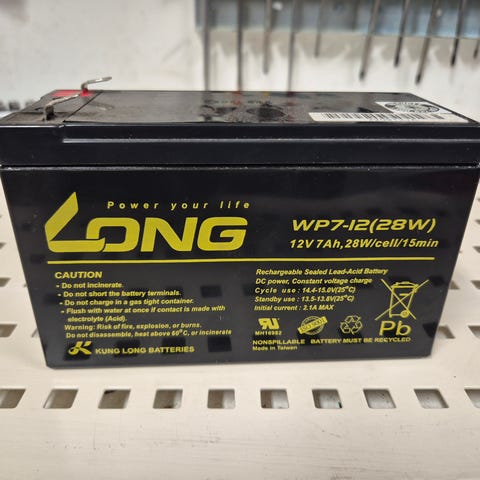 Power your life
LONG
WP7-12(28W)
12V 7Ah,28W/cell/15min
CAUTION
- Do not incinerate.
- Do not short the battery terminals.
- Do not charge in a gas tight container.
- Flush with water at once if contact is made with
electrolyte (Acid).
Warning: Risk of fire, explosion, or burns.
Do not disassemble, heat above 60°C, or incinerate
KUNG LONG BATTERIES
Rechargeable Sealed Lead-Acid Battery
DC power, Constant voltage charge
Cycle use : 14.4-15.0V(25°C)
Standby use : 13.5-13.8V(25°C)
Initial current : 2.1A MAX
MH16982
Pb
NONSPILLABLE BATTERY MUST BE RECYCLED
Made in Taiwan